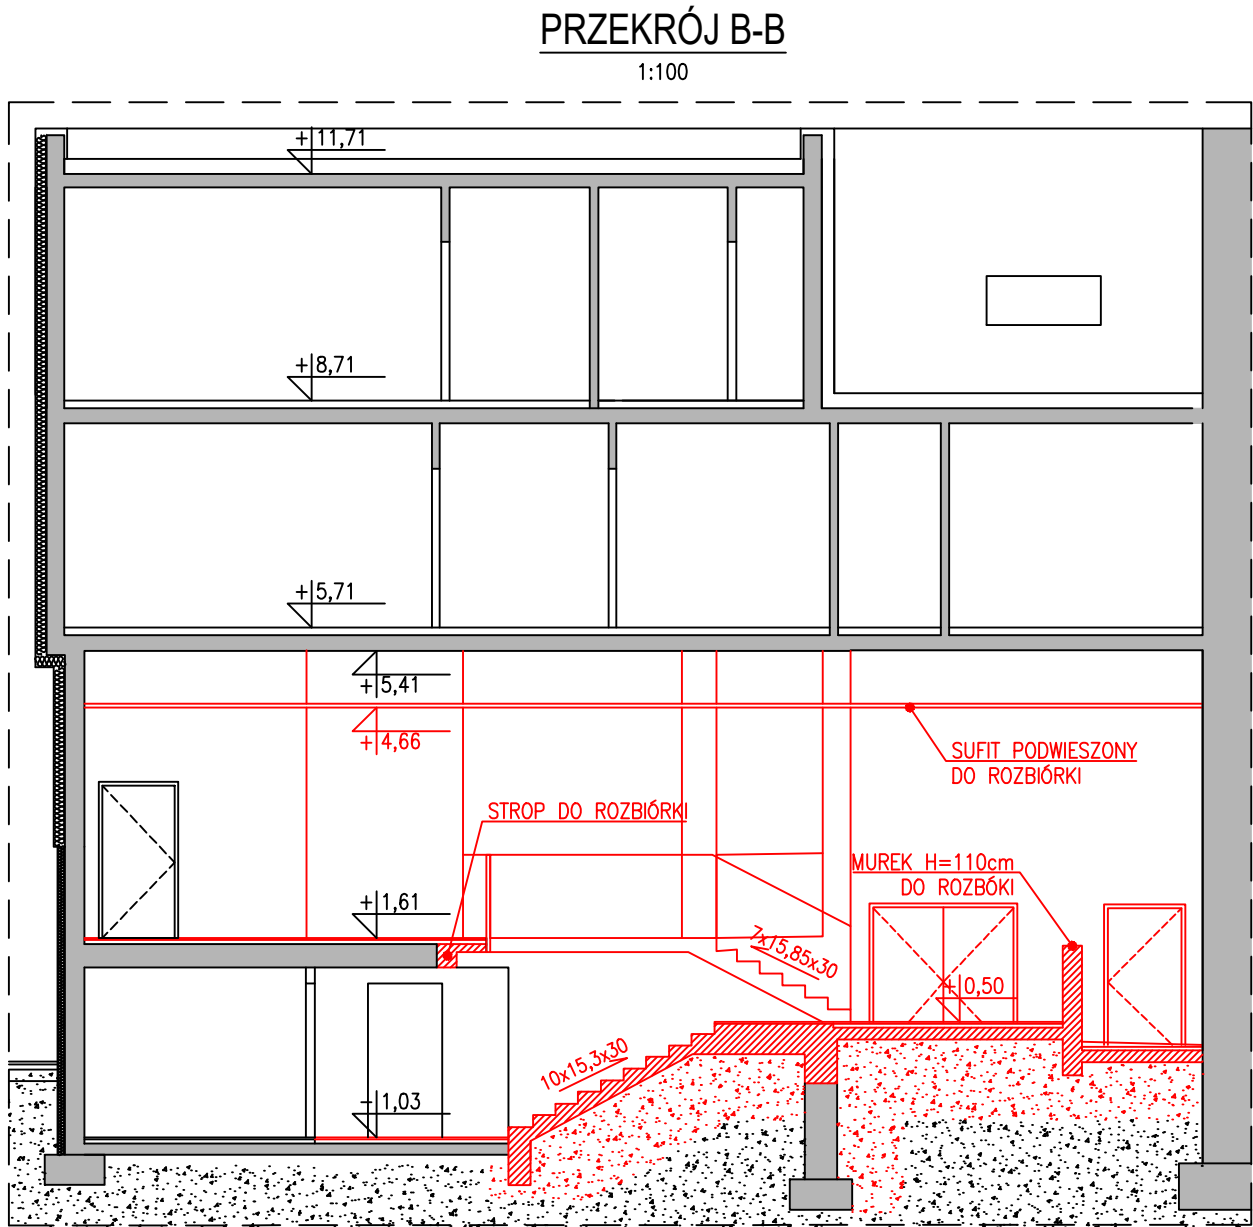 PRZEKRÓJ B-B
1:100
+11,71
+8,71
+5,71
+5,41
+4,66
SUFIT PODWIESZONY
DO ROZBIÓRKI
STROP DO ROZBIÓRKI
MUREK H=110cm
DO ROZBÓKI
+1,61
7x15,85x30
+0,50
10x15,3x30
-1,03